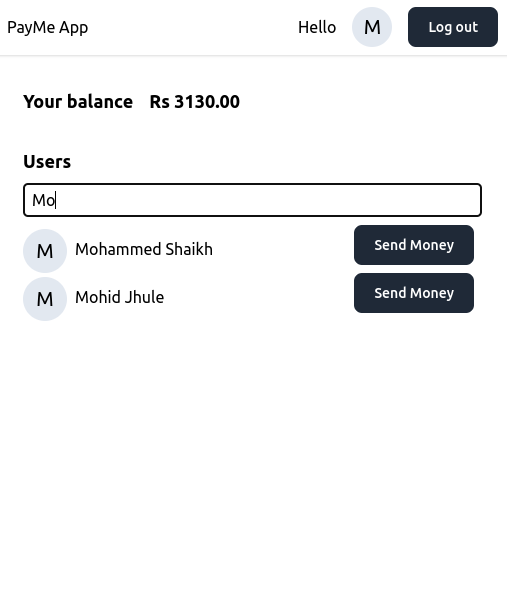 PayMe App Hello M Log out
Your balance Rs 3130.00
Users
Mo
M Mohammed Shaikh Send Money
M Mohid Jhule Send Money